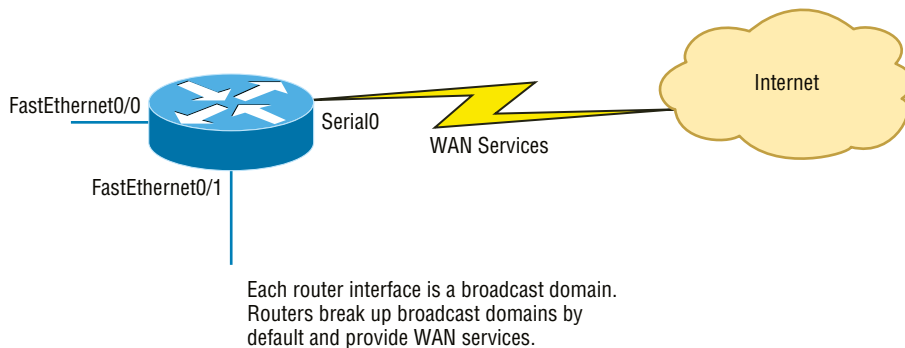 Internet
FastEthernet0/0
Serial0
WAN Services
FastEthernet0/1
Each router interface is a broadcast domain.
Routers break up broadcast domains by
default and provide WAN services.